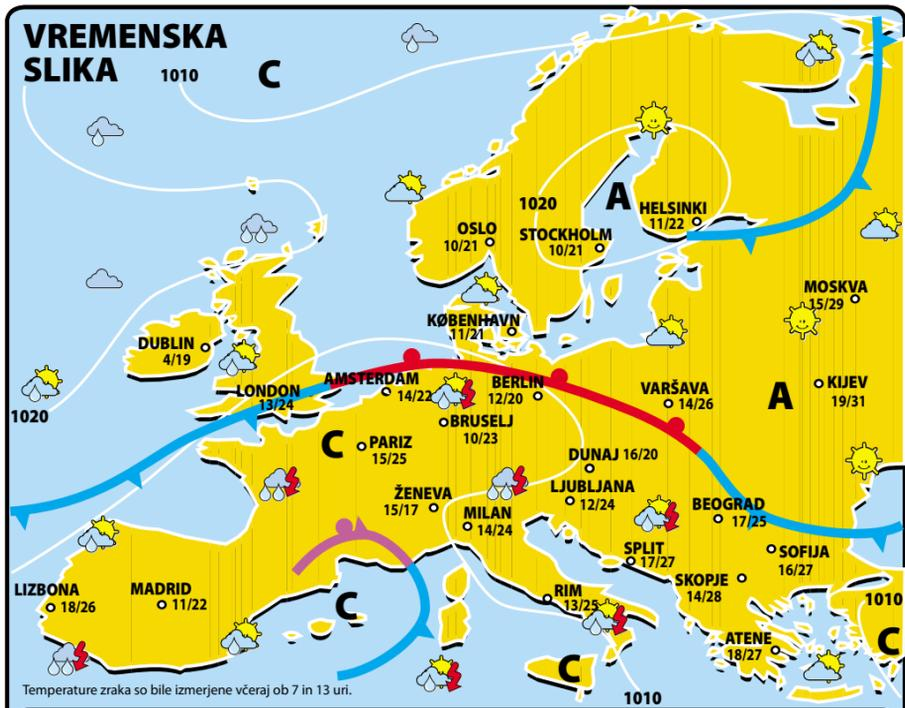 VREMENSKA
SLIKA
1010
C
1020
A
HELSINKI
11/22
OSLO
10/21
STOCKHOLM
10/21
MOSKVA
15/29
KØBENHAVN
11/21
DUBLIN
4/19
LONDON
13/24
AMSTERDAM
14/22
BERLIN
12/20
VARŠAVA
14/26
A
KIJEV
19/31
1020
BRUSELJ
10/23
C
PARIZ
15/25
DUNAJ 16/20
LJUBLJANA
12/24
ŽENEVA
15/17
MILAN
14/24
BEOGRAD
17/25
SPLIT
17/27
SOFIJA
16/27
SKOPJE
14/28
LIZBONA
18/26
MADRID
11/22
C
RIM
13/25
1010
ATENE
18/27
C
C
1010
Temperature zraka so bile izmerjene včeraj ob 7 in 13 uri.